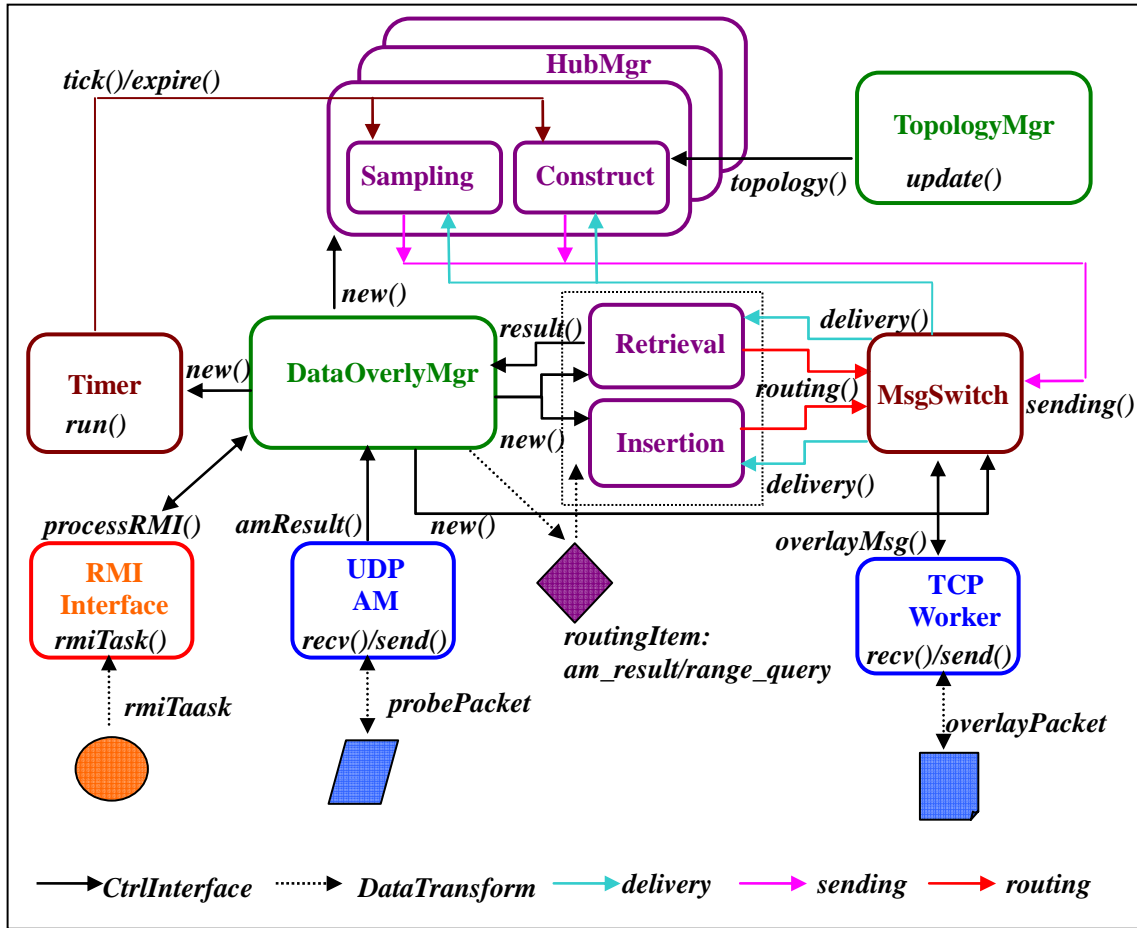 HubMgr
tick()/expire()
TopologyMgr
update()
Sampling
Construct
topology()
new()
result()
delivery()
Retrieval
Timer
run()
new()
DataOverlyMgr
routing()
MsgSwitch
sending()
new()
Insertion
delivery()
processRMI()
amResult()
new()
overlayMsg()
RMI
Interface
rmiTask()
UDP
AM
recv()/send()
routingItem:
am_result/range_query
TCP
Worker
recv()/send()
rmiTaask
probePacket
overlayPacket
CtrlInterface
DataTransform
delivery
sending
routing